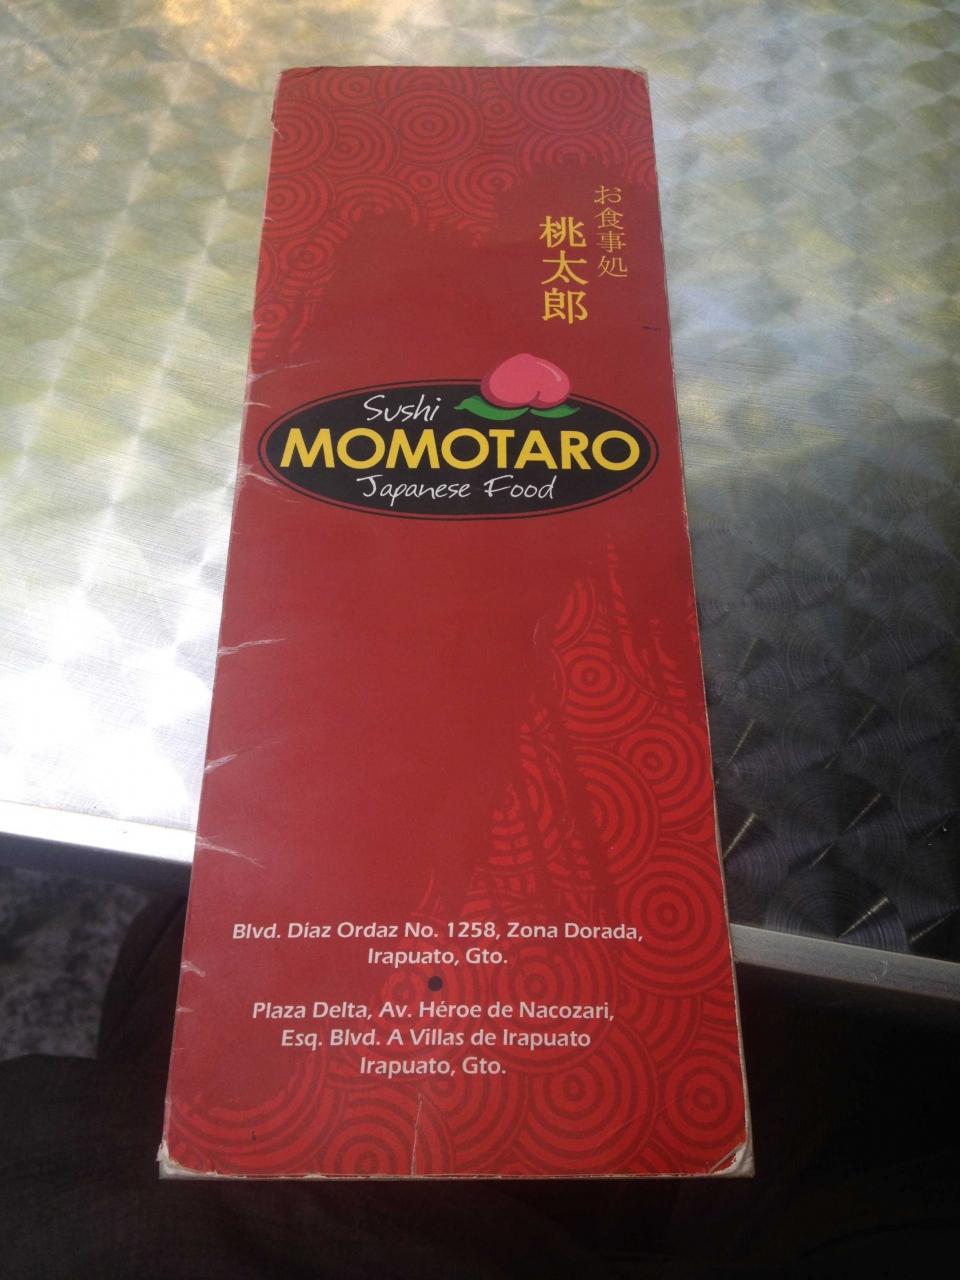 お食事処
桃太郎
Sushi
MOMOTARO
Japanese Food
Blvd. Díaz Ordaz No. 1258, Zona Dorada,
Irapuato, Gto.
Plaza Delta, Av. Héroe de Nacozari,
Esq. Blvd. A Villas de Irapuato
Irapuato, Gto.